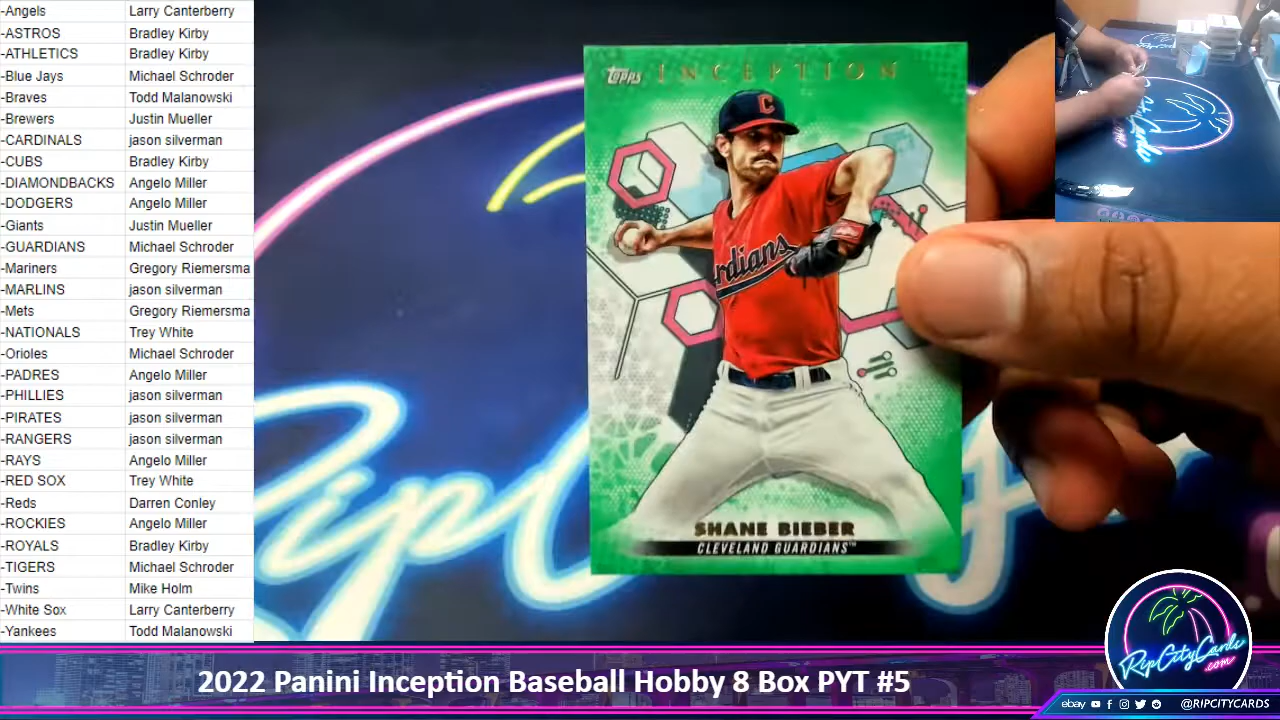 -Angels Larry Canterberry
-ASTROS Bradley Kirby
-ATHLETICS Bradley Kirby
-Blue Jays Michael Schroder
-Braves Todd Malanowski
-Brewers Justin Mueller
-CARDINALS jason silverman
-CUBS Bradley Kirby
-DIAMONDBACKS Angelo Miller
-DODGERS Angelo Miller
-Giants Justin Mueller
-GUARDIANS Michael Schroder
-Mariners Gregory Riemersma
-MARLINS jason silverman
-Mets Gregory Riemersma
-NATIONALS Trey White
-Orioles Michael Schroder
-PADRES Angelo Miller
-PHILLIES jason silverman
-PIRATES jason silverman
-RANGERS jason silverman
-RAYS Angelo Miller
-RED SOX Trey White
-Reds Darren Conley
-ROCKIES Angelo Miller
-ROYALS Bradley Kirby
-TIGERS Michael Schroder
-Twins Mike Holm
-White Sox Larry Canterberry
-Yankees Todd Malanowski
Topps INCEPTION
C
rdians
SHANE BIEBER
CLEVELAND GUARDIANS™
Rip
RipCityCards
.com
2022 Panini Inception Baseball Hobby 8 Box PYT #5
ebay @RIPCITYCARDS